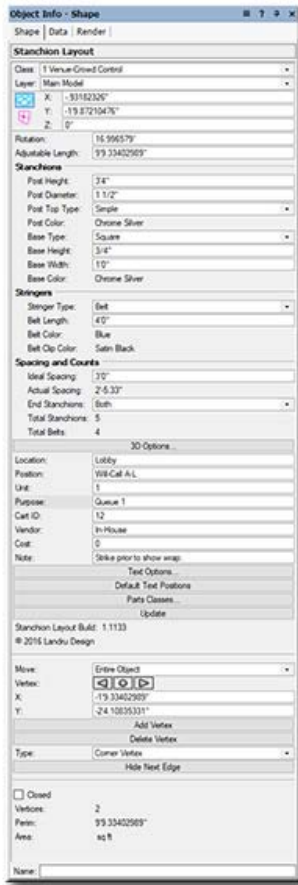 Object Info - Shape
Shape Data Render
Stanchion Layout
Class: 1 Venue-Crowd Control
Layer: Main Model
X: -.93182326"
Y: -1'9.87210476"
Z: 0"
Rotation: 16.996579°
Adjustable Length: 9'9.33402989"
Stanchions
Post Height: 3'4"
Post Diameter: 1 1/2"
Post Top Type: Simple
Post Color: Chrome Silver
Base Type: Square
Base Height: 3/4"
Base Width: 1'0"
Base Color: Chrome Silver
Stringers
Stringer Type: Belt
Belt Length: 4'0"
Belt Color: Blue
Belt Clip Color: Satin Black
Spacing and Counts
Ideal Spacing: 3'0"
Actual Spacing: 2'-5.33"
End Stanchions: Both
Total Stanchions: 5
Total Belts: 4
3D Options...
Location: Lobby
Position: Will-Call A-L
Unit: 1
Purpose: Queue 1
Cart ID: 12
Vendor: In-House
Cost: 0
Note: Strike prior to show wrap.
Text Options...
Default Text Positions
Parts Classes...
Update
Stanchion Layout Build: 1.1133
© 2016 Landru Design
Move: Entire Object
Vertex:
X: -1'9.33402989"
Y: -2'4.10835331"
Add Vertex
Delete Vertex
Type: Corner Vertex
Hide Next Edge
Closed
Vertices: 2
Perim: 9'9.33402989"
Area: sq ft
Name: